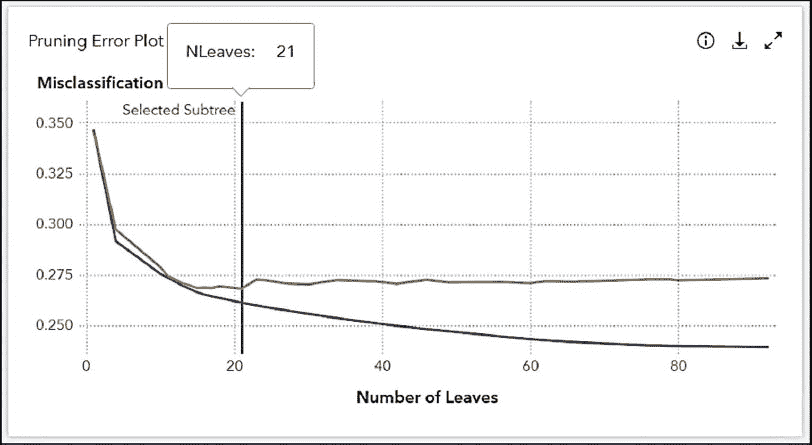 Pruning Error Plot
NLeaves: 21
Misclassification
Selected Subtree
0.350
0.325
0.300
0.275
0.250
0 20 40 60 80
Number of Leaves